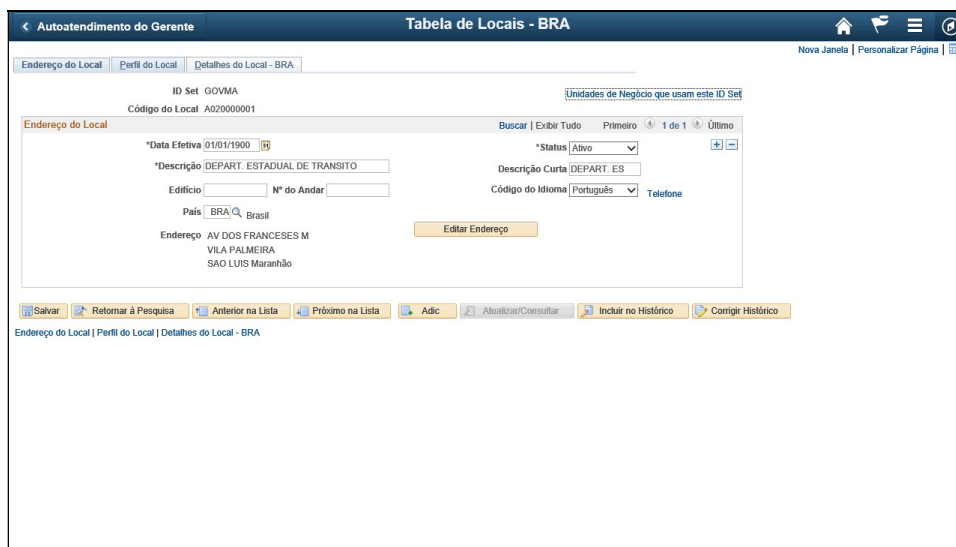 Autoatendimento do Gerente
Tabela de Locais - BRA
Nova Janela | Personalizar Página |
Endereço do Local
Perfil do Local
Detalhes do Local - BRA
ID Set GOVMA
Unidades de Negócio que usam este ID Set
Código do Local A020000001
Endereço do Local
Buscar | Exibir Tudo Primeiro 1 de 1 Último
*Data Efetiva 01/01/1900
*Status Ativo
*Descrição DEPART. ESTADUAL DE TRANSITO
Descrição Curta DEPART. ES
Edifício
Nº do Andar
Código do Idioma Português
Telefone
País BRA Brasil
Editar Endereço
Endereço AV DOS FRANCESES M
VILA PALMEIRA
SAO LUIS Maranhão
Salvar
Retornar à Pesquisa
Anterior na Lista
Próximo na Lista
Adic
Atualizar/Consultar
Incluir no Histórico
Corrigir Histórico
Endereço do Local | Perfil do Local | Detalhes do Local - BRA